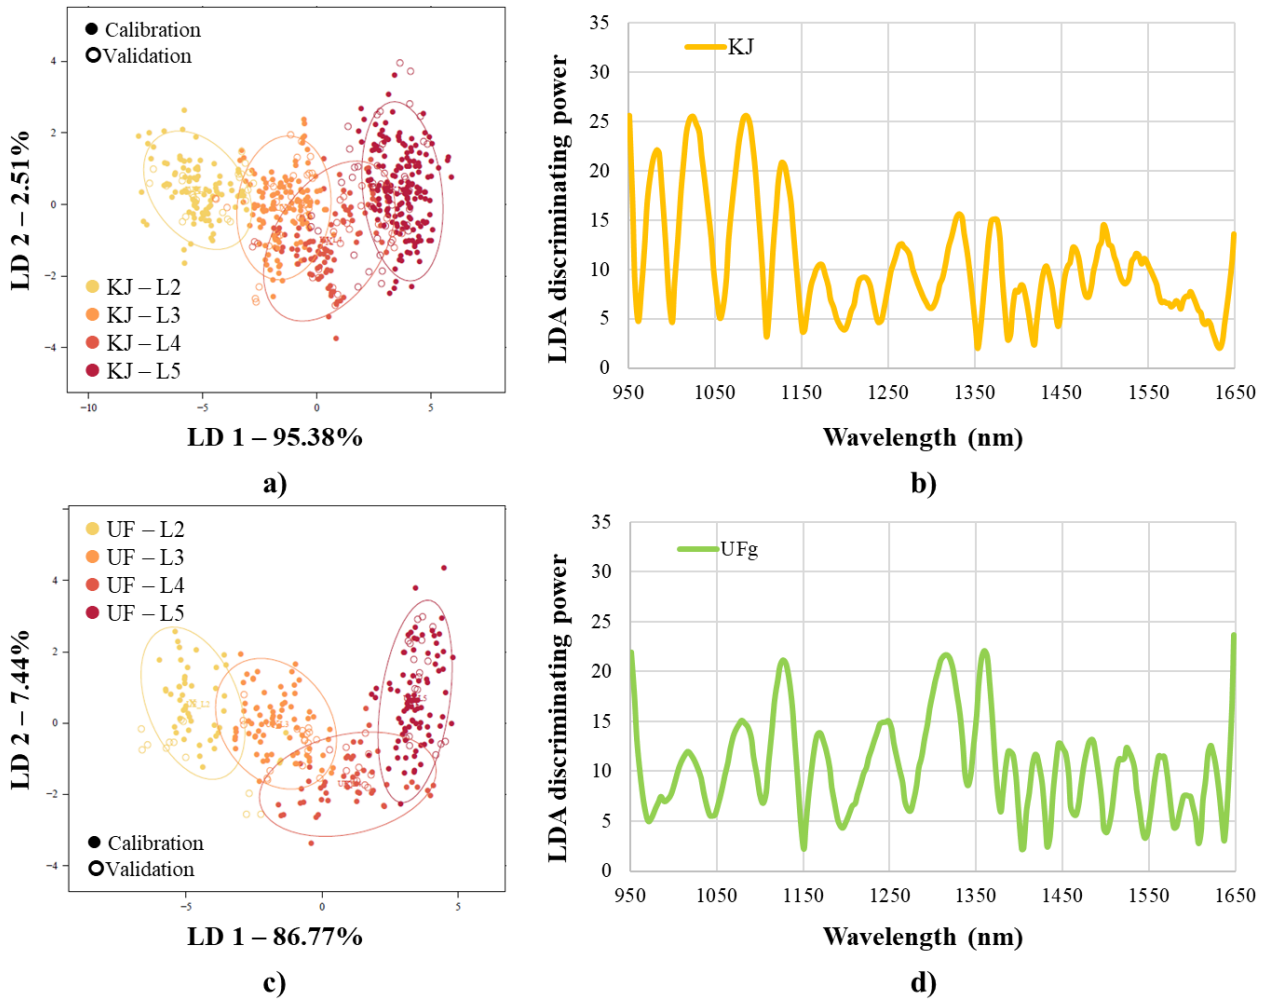 Calibration
Validation
4
2
0
−2
−4
KJ – L2
KJ – L3
KJ – L4
KJ – L5
−10
−5
0
5
LD 2 – 2.51%
LD 1 – 95.38%
a)
35
30
25
20
15
10
5
0
KJ
LDA discriminating power
950
1050
1150
1250
1350
1450
1550
1650
Wavelength (nm)
b)
UF – L2
UF – L3
UF – L4
UF – L5
4
2
0
−2
−4
Calibration
Validation
−5
0
5
LD 2 – 7.44%
LD 1 – 86.77%
c)
35
30
25
20
15
10
5
0
UFg
LDA discriminating power
950
1050
1150
1250
1350
1450
1550
1650
Wavelength (nm)
d)